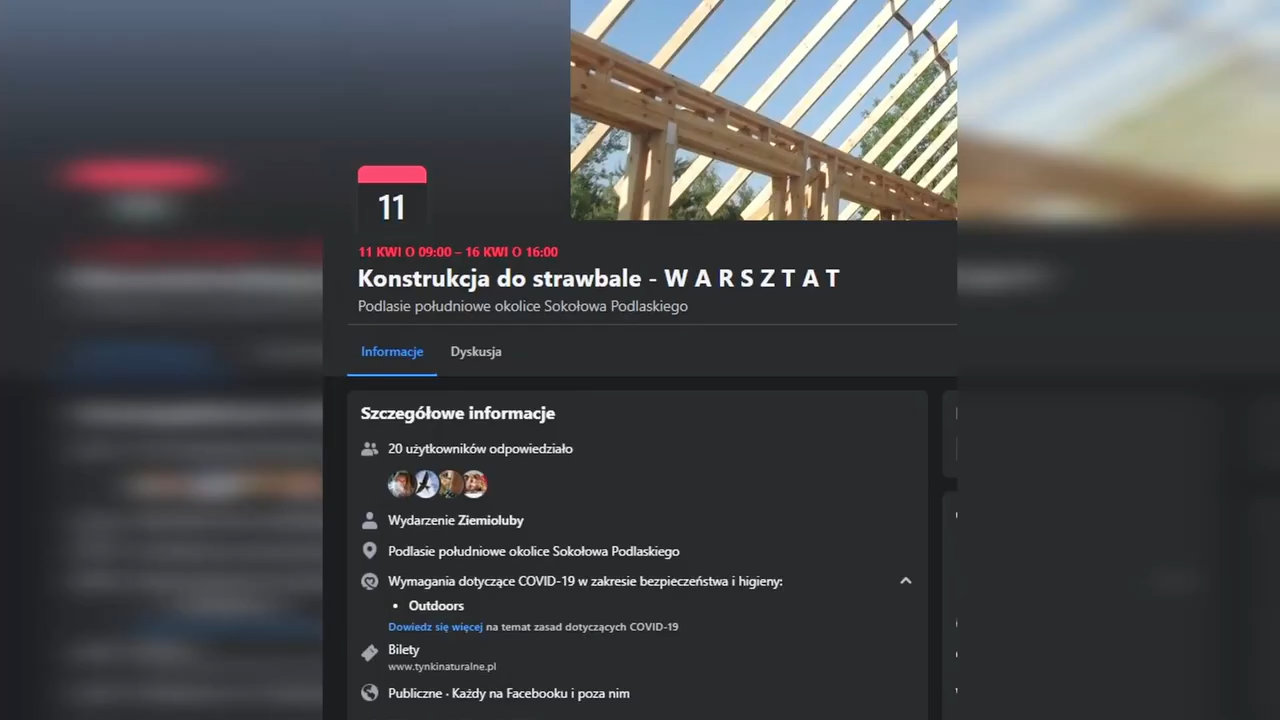 11
11 KWI O 09:00 – 16 KWI O 16:00
Konstrukcja do strawbale - W A R S Z T A T
Podlasie południowe okolice Sokołowa Podlaskiego
Informacje Dyskusja
Szczegółowe informacje
20 użytkowników odpowiedziało
Wydarzenie Ziemioluby
Podlasie południowe okolice Sokołowa Podlaskiego
Wymagania dotyczące COVID-19 w zakresie bezpieczeństwa i higieny:
• Outdoors
Dowiedz się więcej na temat zasad dotyczących COVID-19
Bilety
www.tynkinaturalne.pl
Publiczne · Każdy na Facebooku i poza nim